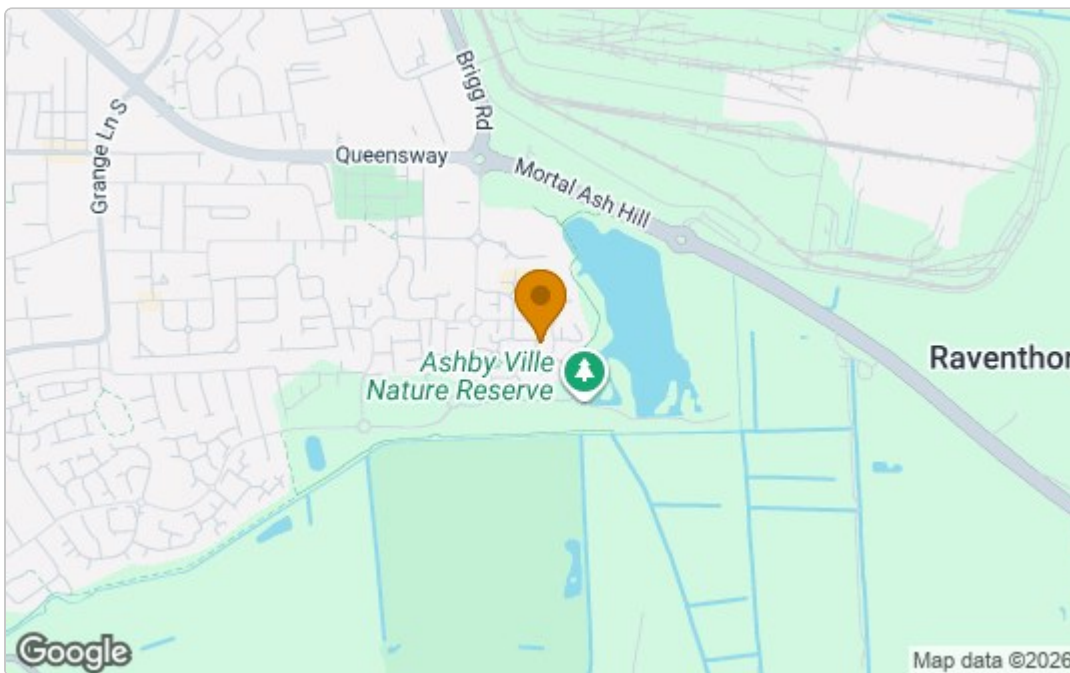 Brigg Rd
Grange Ln S
Queensway
Mortal Ash Hill
Ashby Ville
Nature Reserve
Raventhor
Google
Map data ©2026